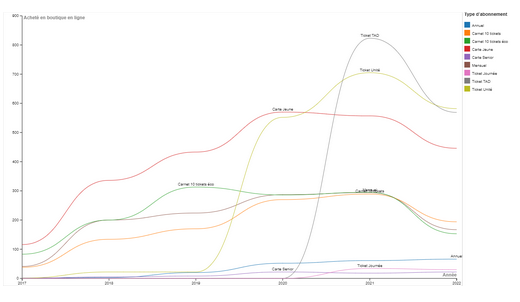 Acheté en boutique en ligne
900
800
700
600
500
400
300
200
100
0
2017
2018
2019
2020
2021
2022
Année
Ticket TAD
Ticket Unité
Carte Jaune
Carnet 10 tickets éco
Carte Senior
Ticket Journée
Annuel
Type d'abonnement
Annuel
Carnet 10 tickets
Carnet 10 tickets éco
Carte Jaune
Carte Senior
Mensuel
Ticket Journée
Ticket TAD
Ticket Unité